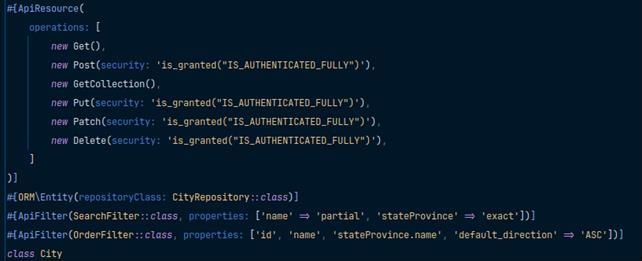 #[ApiResource(
operations: [
new Get(),
new Post(security: 'is_granted("IS_AUTHENTICATED_FULLY")'),
new GetCollection(),
new Put(security: 'is_granted("IS_AUTHENTICATED_FULLY")'),
new Patch(security: 'is_granted("IS_AUTHENTICATED_FULLY")'),
new Delete(security: 'is_granted("IS_AUTHENTICATED_FULLY")'),
]
)]
#[ORM\Entity(repositoryClass: CityRepository::class)]
#[ApiFilter(SearchFilter::class, properties: ['name' => 'partial', 'stateProvince' => 'exact'])]
#[ApiFilter(OrderFilter::class, properties: ['id', 'name', 'stateProvince.name', 'default_direction' => 'ASC'])]
class City